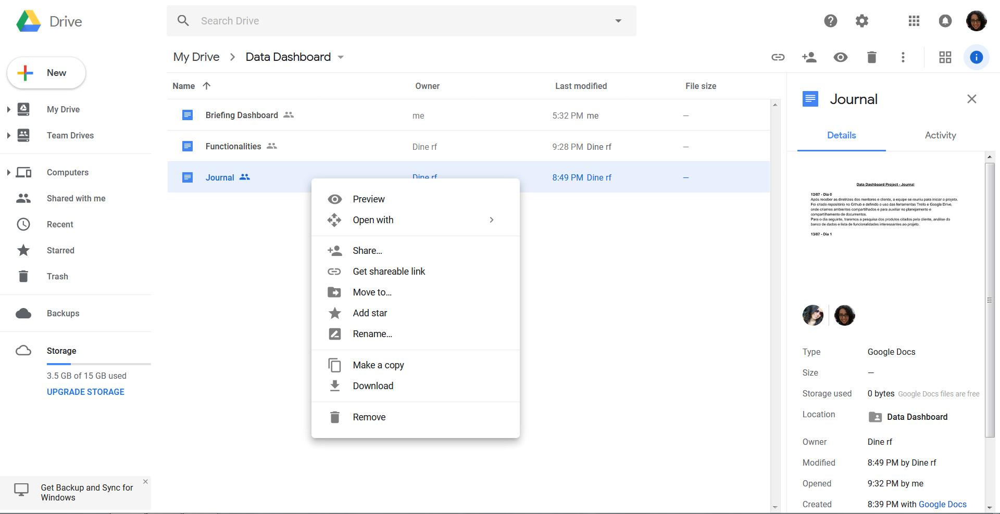 Drive
Search Drive
New
My Drive
Team Drives
Computers
Shared with me
Recent
Starred
Trash
Backups
Storage
3.5 GB of 15 GB used
UPGRADE STORAGE
Get Backup and Sync for
Windows
My Drive > Data Dashboard
Name Owner Last modified File size
Briefing Dashboard me 5:32 PM me —
Functionalities Dine rf 9:28 PM Dine rf —
Journal Dine rf 8:49 PM Dine rf —
Preview
Open with
Share...
Get shareable link
Move to...
Add star
Rename...
Make a copy
Download
Remove
Journal
Details Activity
Data Dashboard Project - Journal
12/07 - Dia 0
Após receber as diretrizes dos mentores e cliente, a equipe se reuniu para iniciar o projeto.
Foi criado repositório no Github e definido o uso das ferramentas Trello e Google Drive,
onde criamos ambientes compartilhados e para auxiliar no planejamento e
compartilhamento de documentos.
Para o dia seguinte, traremos a pesquisa dos produtos citados pela cliente, análise do
banco de dados e lista de funcionalidades interessantes ao projeto.
13/07 - Dia 1
Type Google Docs
Size —
Storage used 0 bytes Google Docs files are free
Location Data Dashboard
Owner Dine rf
Modified 8:49 PM by Dine rf
Opened 9:32 PM by me
Created 8:39 PM with Google Docs